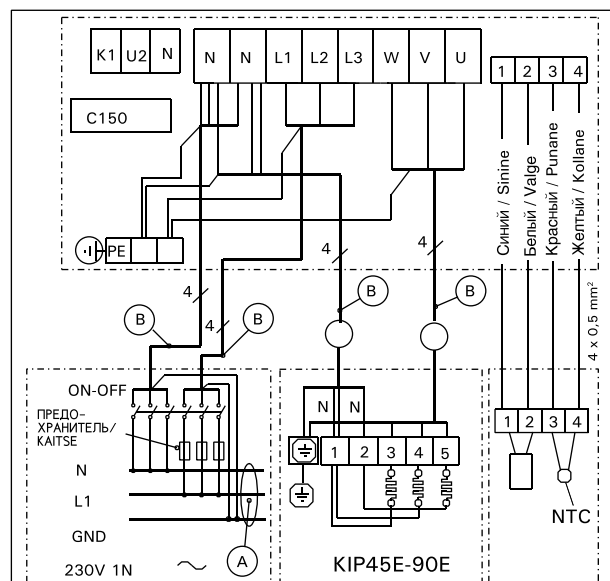 K1 U2 N
N N L1 L2 L3 W V U
1 2 3 4
C150
Синий / Sinine
Белый / Valge
Красный / Punane
Желтый / Kollane
PE
4
4
4
4
B
B
B
B
4 x 0,5 mm²
ON-OFF
ПРЕДО-
ХРАНИТЕЛЬ/
KAITSE
N
L1
GND
230V 1N
A
N N
1 2 3 4 5
KIP45E-90E
1 2 3 4
NTC